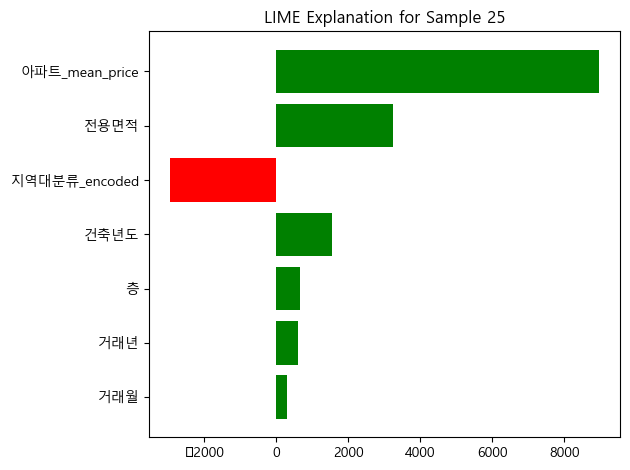 LIME Explanation for Sample 25
아파트_mean_price
전용면적
지역대분류_encoded
건축년도
층
거래년
거래월
▯2000 0 2000 4000 6000 8000